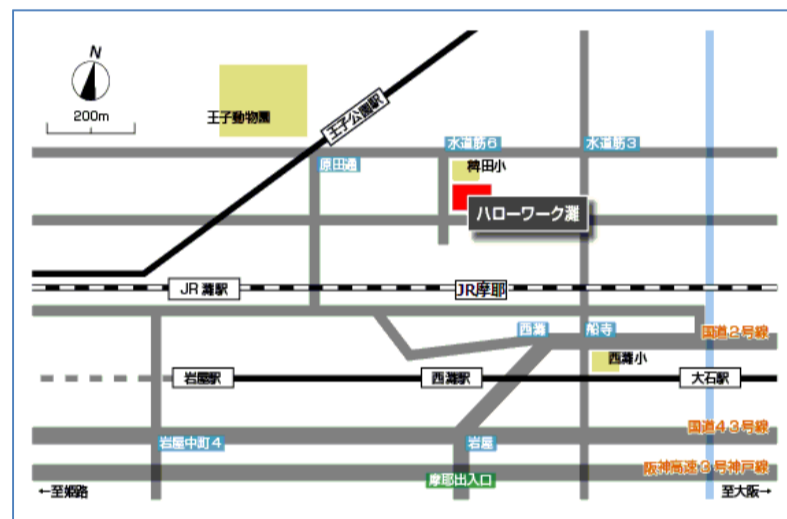 N
200m
王子動物園
王子公園駅
水道筋6
水道筋3
原田通
稗田小
ハローワーク灘
JR灘駅
JR摩耶
西灘
船寺
国道2号線
西灘小
岩屋駅
西灘駅
大石駅
国道43号線
岩屋中町4
岩屋
阪神高速3号神戸線
摩耶出入口
←至姫路
至大阪→